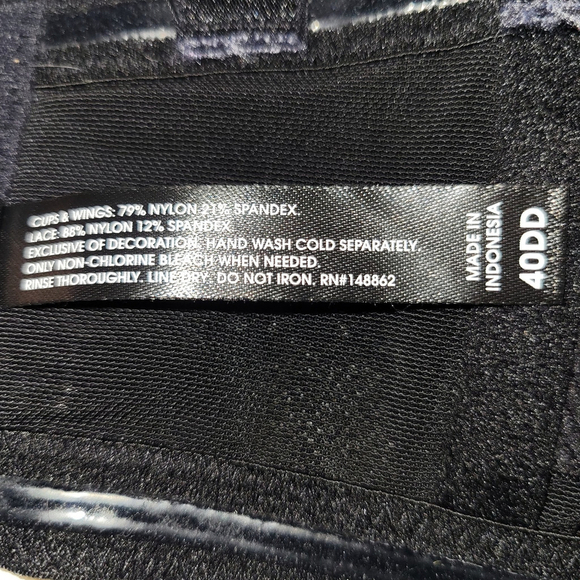 CUPS & WINGS: 79% NYLON 21% SPANDEX.
LACE: 88% NYLON 12% SPANDEX
EXCLUSIVE OF DECORATION. HAND WASH COLD SEPARATELY.
ONLY NON-CHLORINE BLEACH WHEN NEEDED.
RINSE THOROUGHLY. LINE DRY. DO NOT IRON. RN#148862
MADE IN
INDONESIA
40DD